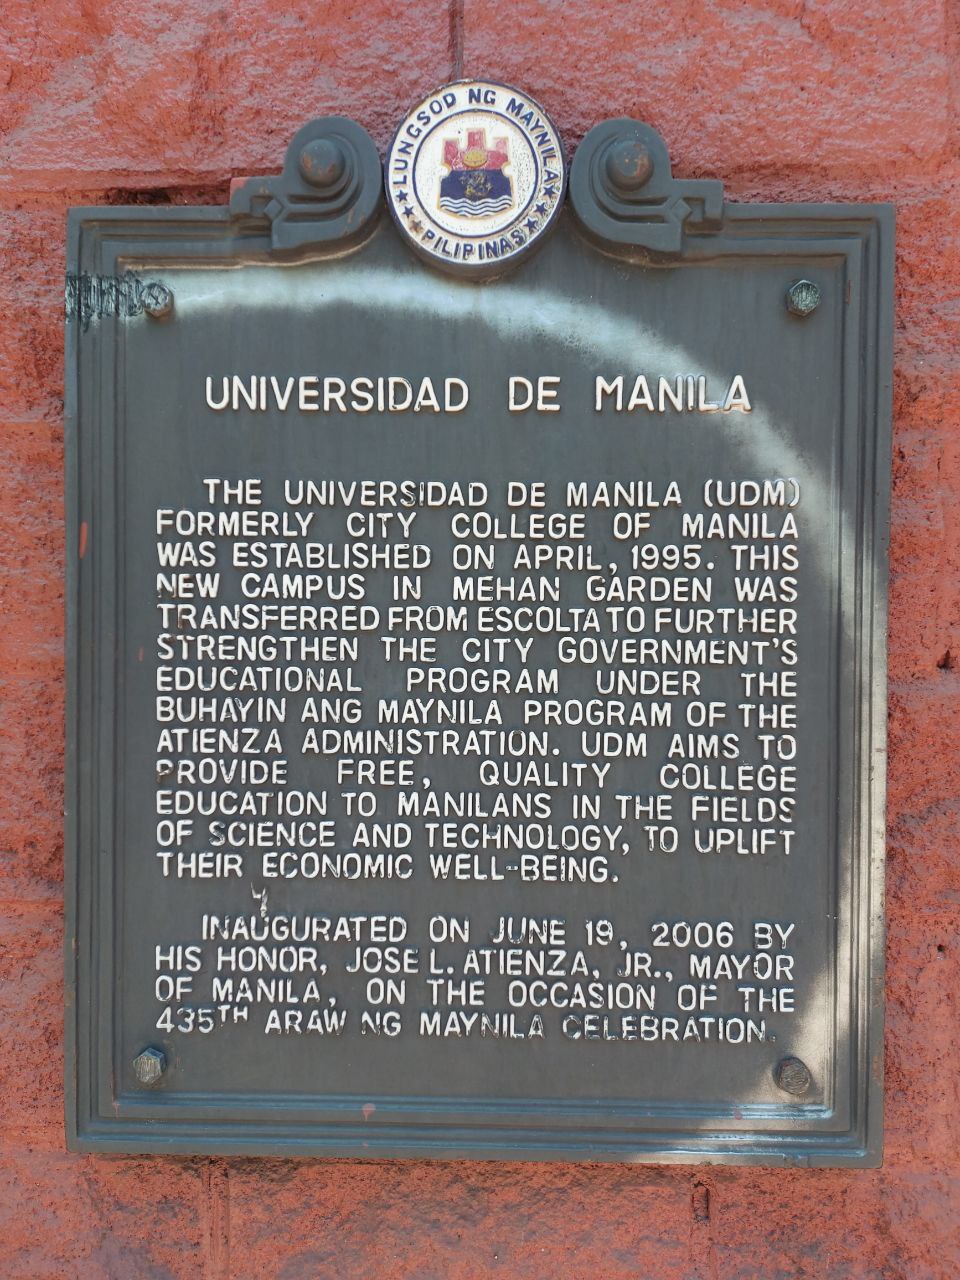 LUNGSOD NG MAYNILA
PILIPINAS
UNIVERSIDAD DE MANILA
THE UNIVERSIDAD DE MANILA (UDM)
FORMERLY CITY COLLEGE OF MANILA
WAS ESTABLISHED ON APRIL, 1995. THIS
NEW CAMPUS IN MEHAN GARDEN WAS
TRANSFERRED FROM ESCOLTA TO FURTHER
STRENGTHEN THE CITY GOVERNMENT'S
EDUCATIONAL PROGRAM UNDER THE
BUHAYIN ANG MAYNILA PROGRAM OF THE
ATIENZA ADMINISTRATION. UDM AIMS TO
PROVIDE FREE, QUALITY COLLEGE
EDUCATION TO MANILANS IN THE FIELDS
OF SCIENCE AND TECHNOLOGY, TO UPLIFT
THEIR ECONOMIC WELL-BEING.
INAUGURATED ON JUNE 19, 2006 BY
HIS HONOR, JOSE L. ATIENZA, JR., MAYOR
OF MANILA, ON THE OCCASION OF THE
435TH ARAW NG MAYNILA CELEBRATION.